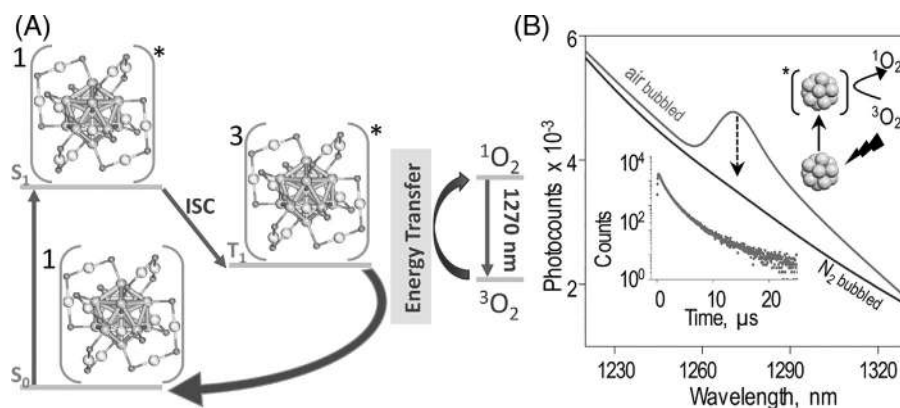 (A)
1
*
S₁
ISC
3
*
T₁
1
S₀
Energy Transfer
¹O₂
1270 nm
³O₂
(B)
Photocounts x 10⁻³
6
4
2
air bubbled
N₂ bubbled
*
¹O₂
³O₂
Counts
10⁴
10²
10⁰
0
10
20
Time, µs
1230
1260
1290
1320
Wavelength, nm